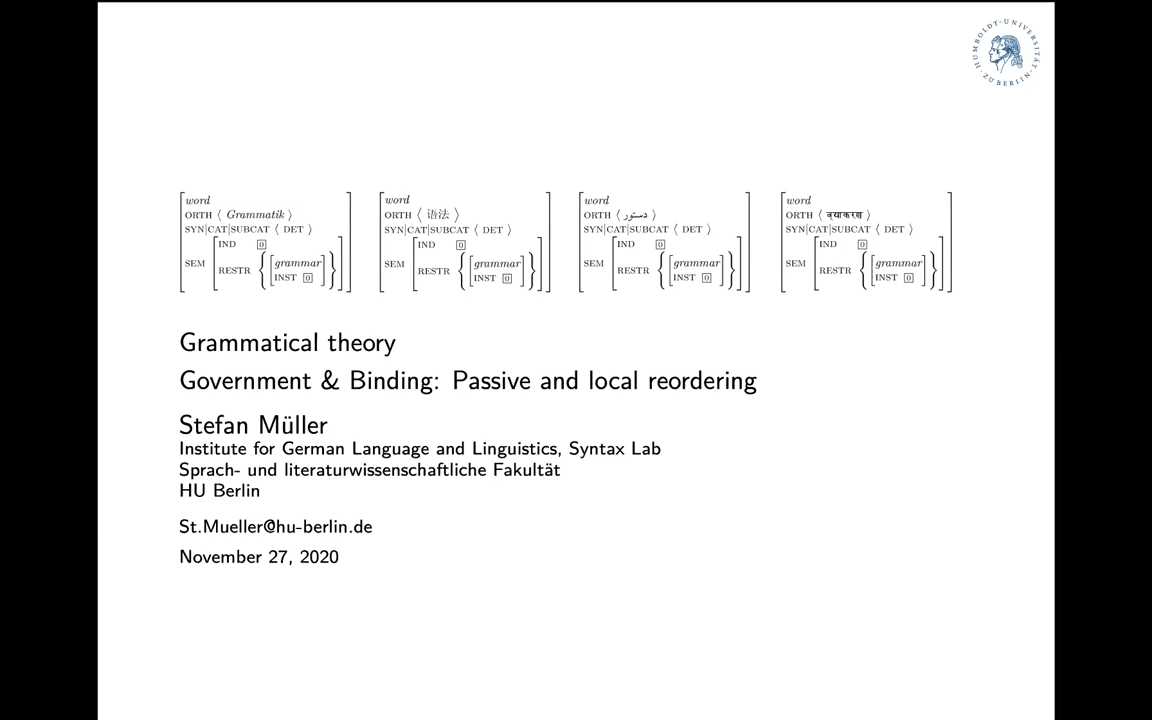 HUMBOLDT-UNIVERSITÄT ZU BERLIN
word
ORTH ⟨ Grammatik ⟩
SYN|CAT|SUBCAT ⟨ DET ⟩
SEM [IND 0
RESTR {[grammar
INST 0]}]
word
ORTH ⟨ 语法 ⟩
SYN|CAT|SUBCAT ⟨ DET ⟩
SEM [IND 0
RESTR {[grammar
INST 0]}]
word
ORTH ⟨ دستور ⟩
SYN|CAT|SUBCAT ⟨ DET ⟩
SEM [IND 0
RESTR {[grammar
INST 0]}]
word
ORTH ⟨ व्याकरण ⟩
SYN|CAT|SUBCAT ⟨ DET ⟩
SEM [IND 0
RESTR {[grammar
INST 0]}]
Grammatical theory
Government & Binding: Passive and local reordering
Stefan Müller
Institute for German Language and Linguistics, Syntax Lab
Sprach- und literaturwissenschaftliche Fakultät
HU Berlin
St.Mueller@hu-berlin.de
November 27, 2020